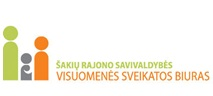 ŠAKIŲ RAJONO SAVIVALDYBĖS
VISUOMENĖS SVEIKATOS BIURAS